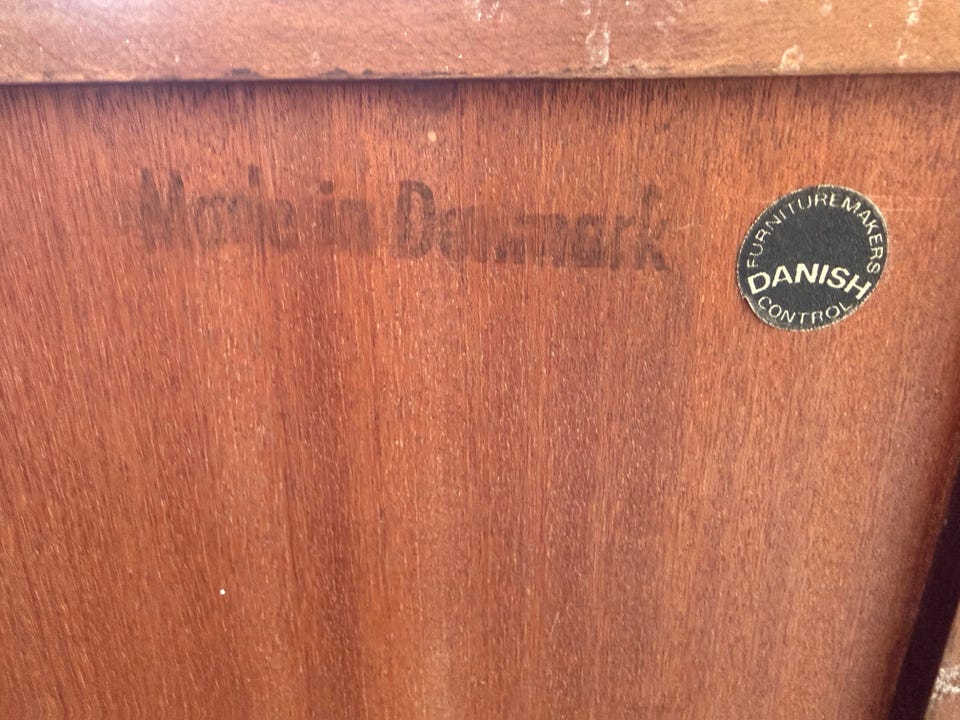 Made in Denmark
FURNITUREMAKERS
DANISH
CONTROL